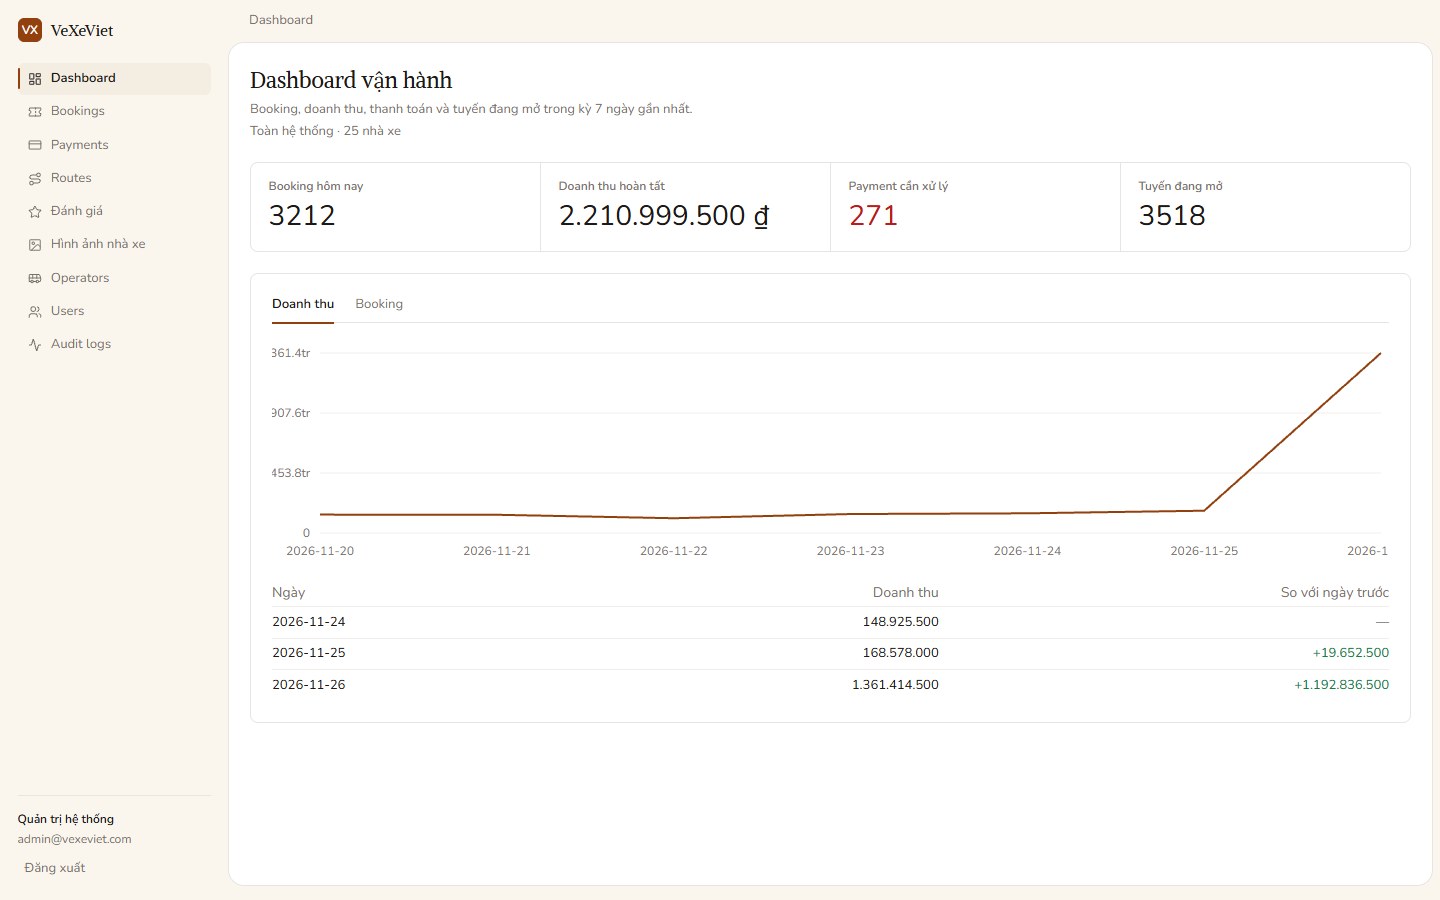 VX VeXeViet
Dashboard
Bookings
Payments
Routes
Đánh giá
Hình ảnh nhà xe
Operators
Users
Audit logs
Quản trị hệ thống
admin@vexeviet.com
Đăng xuất
Dashboard
Dashboard vận hành
Booking, doanh thu, thanh toán và tuyến đang mở trong kỳ 7 ngày gần nhất.
Toàn hệ thống · 25 nhà xe
Booking hôm nay
3212
Doanh thu hoàn tất
2.210.999.500 ₫
Payment cần xử lý
271
Tuyến đang mở
3518
Doanh thu Booking
361.4tr
907.6tr
453.8tr
0
2026-11-20 2026-11-21 2026-11-22 2026-11-23 2026-11-24 2026-11-25 2026-1
Ngày Doanh thu So với ngày trước
2026-11-24 148.925.500 —
2026-11-25 168.578.000 +19.652.500
2026-11-26 1.361.414.500 +1.192.836.500